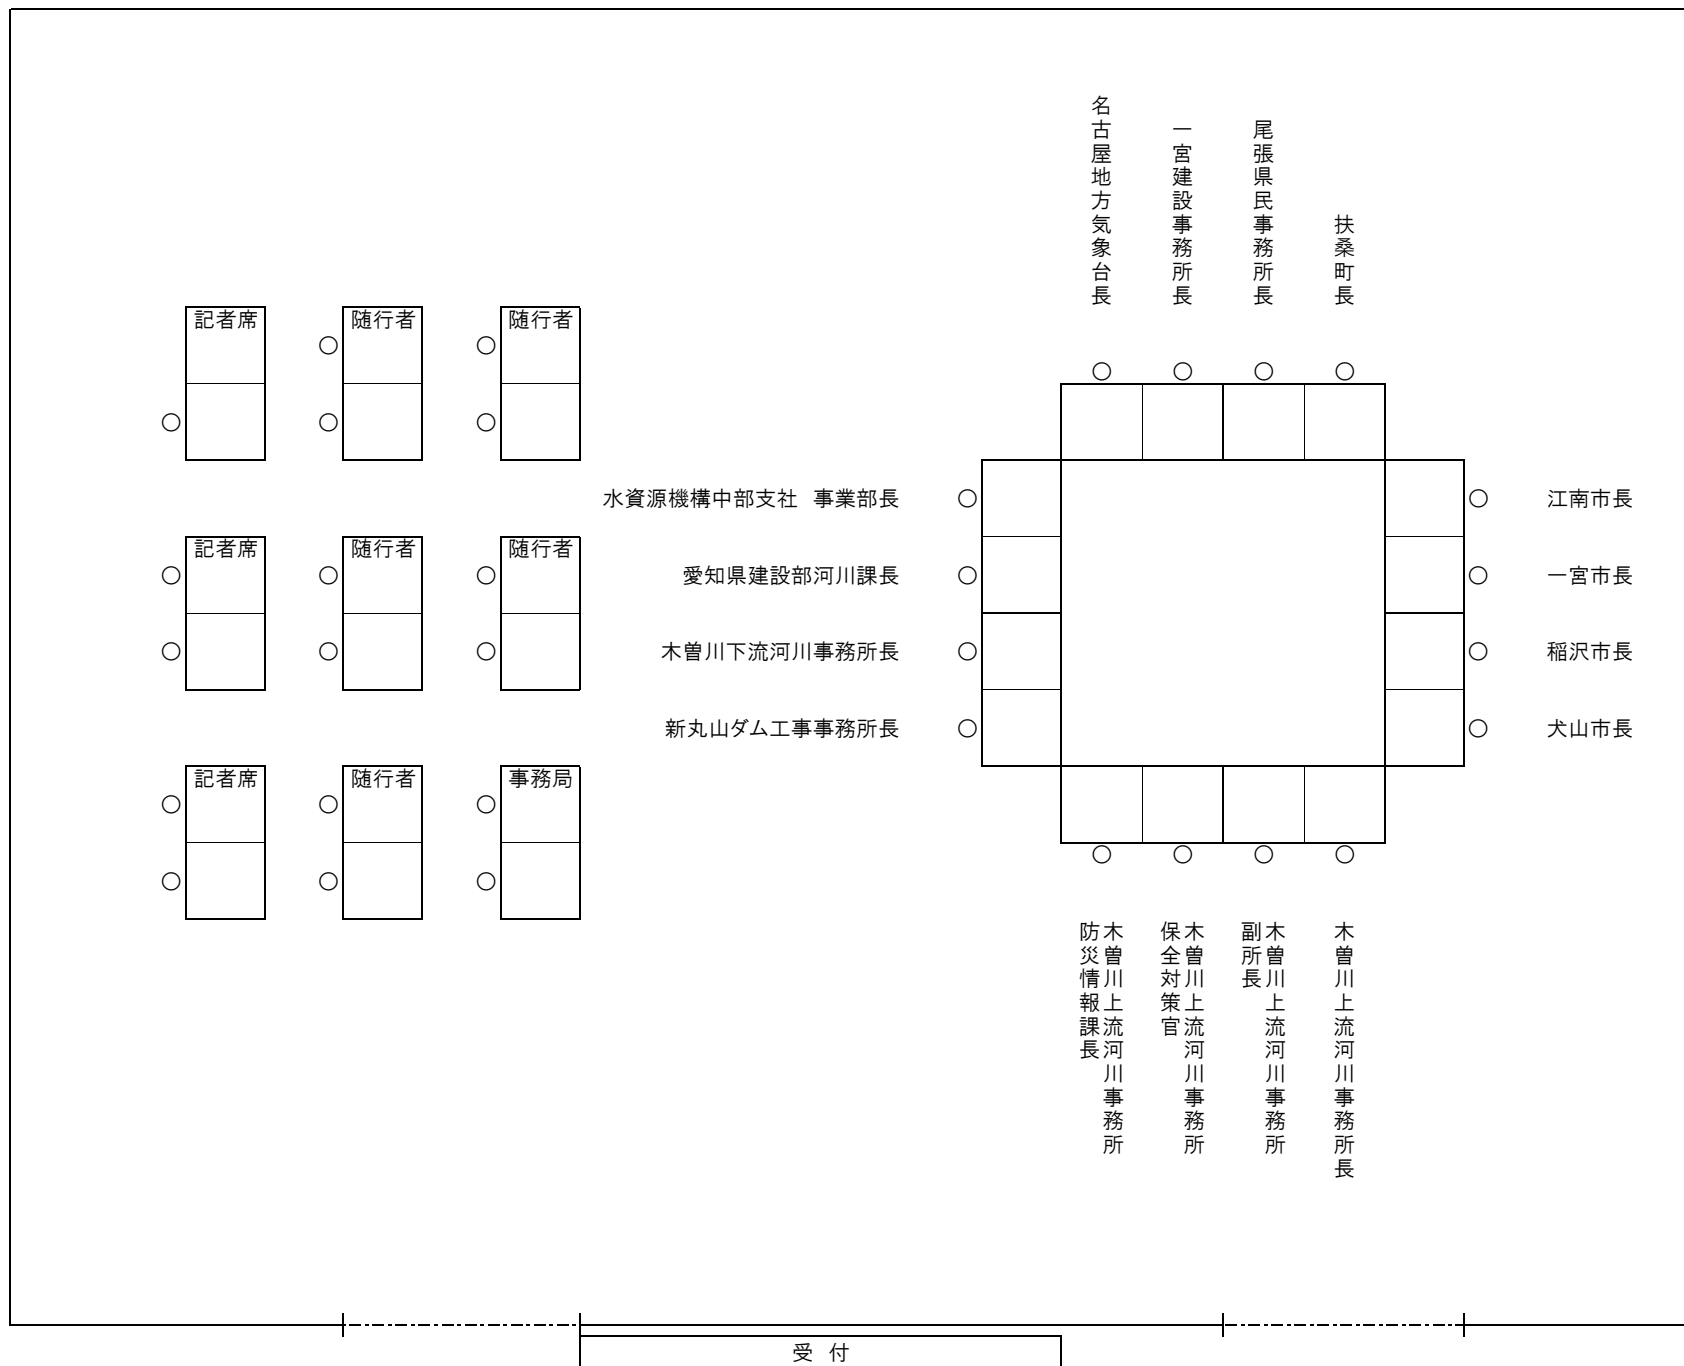 名古屋地方気象台長
一宮建設事務所長
尾張県民事務所長
扶桑町長
記者席
随行者
随行者
水資源機構中部支社 事業部長
江南市長
記者席
随行者
随行者
愛知県建設部河川課長
一宮市長
木曽川下流河川事務所長
稲沢市長
新丸山ダム工事事務所長
犬山市長
記者席
随行者
事務局
木曽川上流河川事務所
防災情報課長
木曽川上流河川事務所
保全対策官
木曽川上流河川事務所
副所長
木曽川上流河川事務所長
受 付